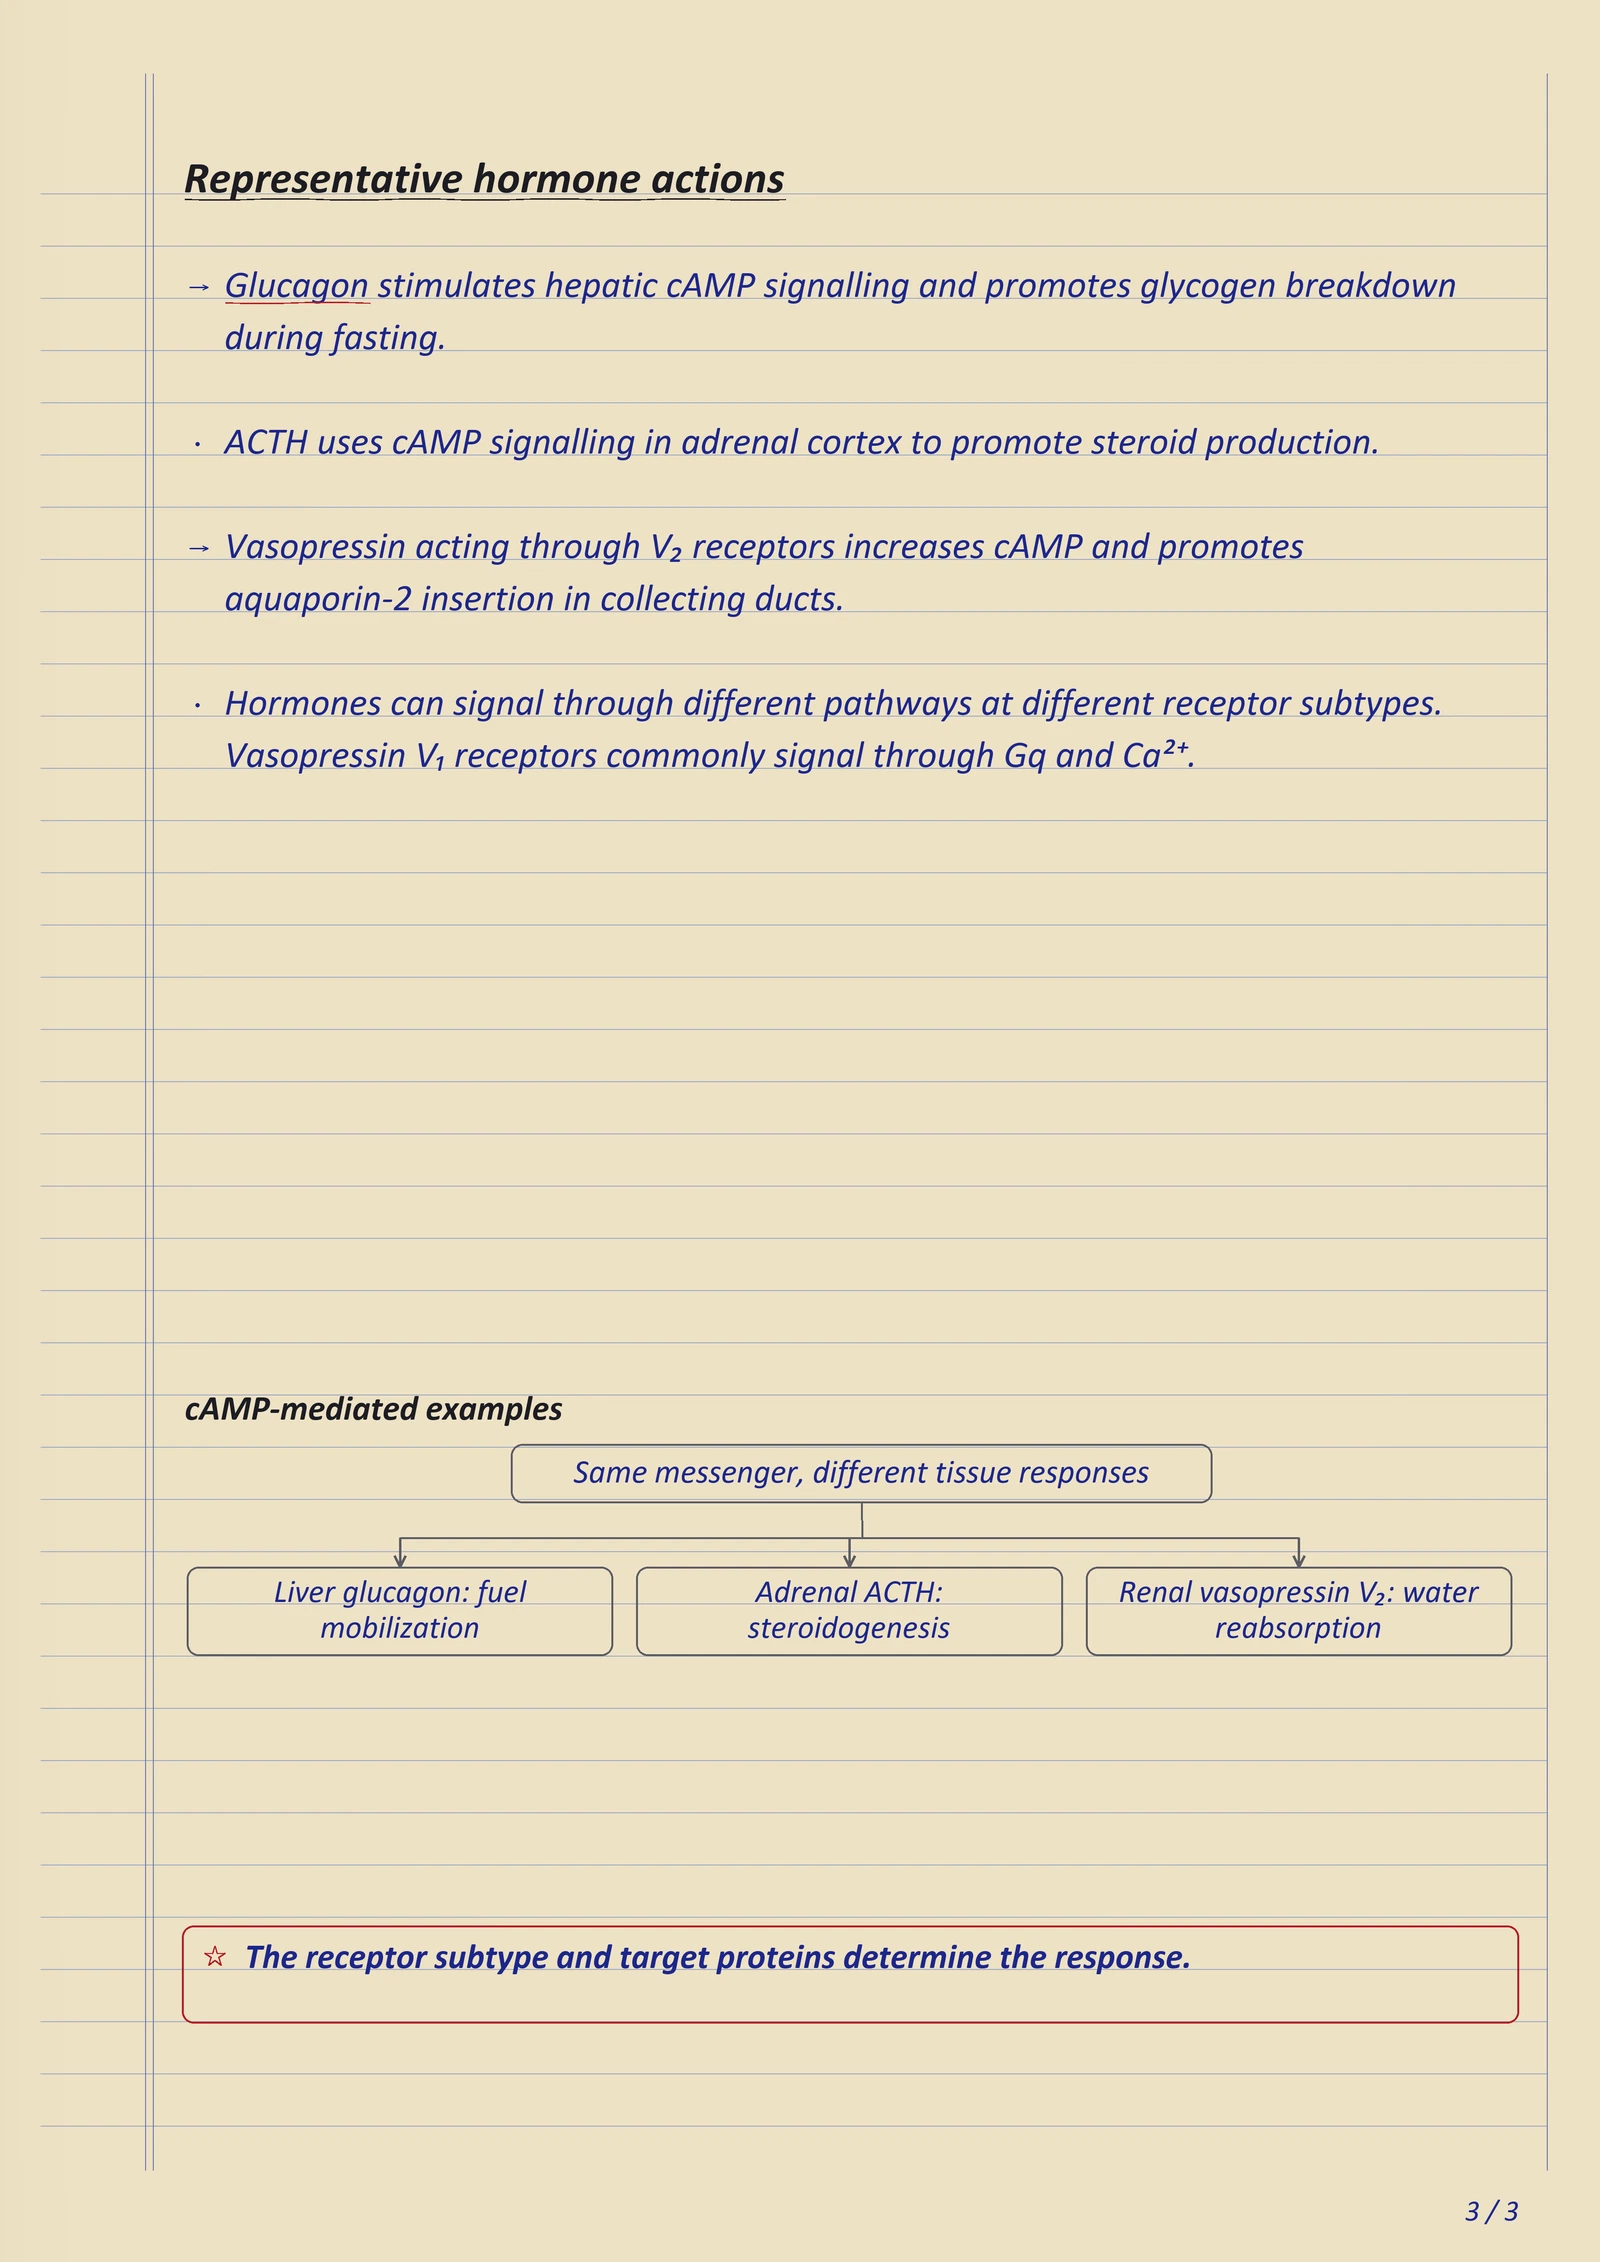 Representative hormone actions
→ Glucagon stimulates hepatic cAMP signalling and promotes glycogen breakdown
during fasting.
· ACTH uses cAMP signalling in adrenal cortex to promote steroid production.
→ Vasopressin acting through V₂ receptors increases cAMP and promotes
aquaporin-2 insertion in collecting ducts.
· Hormones can signal through different pathways at different receptor subtypes.
Vasopressin V₁ receptors commonly signal through Gq and Ca²⁺.
cAMP-mediated examples
Same messenger, different tissue responses
Liver glucagon: fuel
mobilization
Adrenal ACTH:
steroidogenesis
Renal vasopressin V₂: water
reabsorption
☆ The receptor subtype and target proteins determine the response.
3 / 3